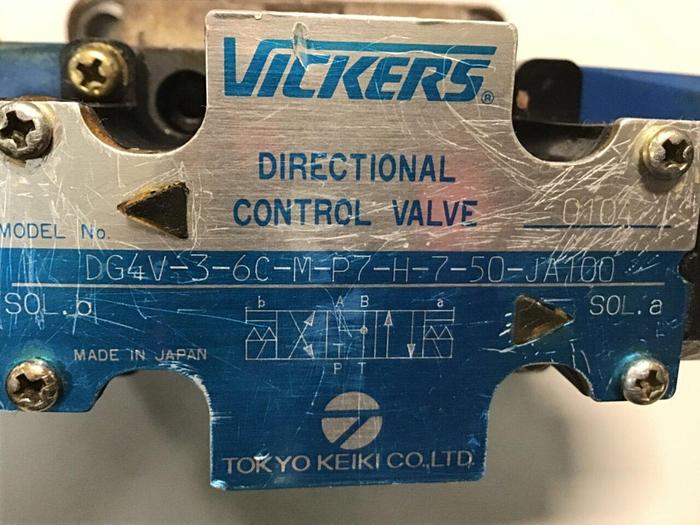 VICKERS®
DIRECTIONAL
CONTROL VALVE
MODEL No.
DG4V-3-6C-M-P7-H-7-50-JA100
SOL.b
b A B a
SOL.a
P T
MADE IN JAPAN
TOKYO KEIKI CO.,LTD.